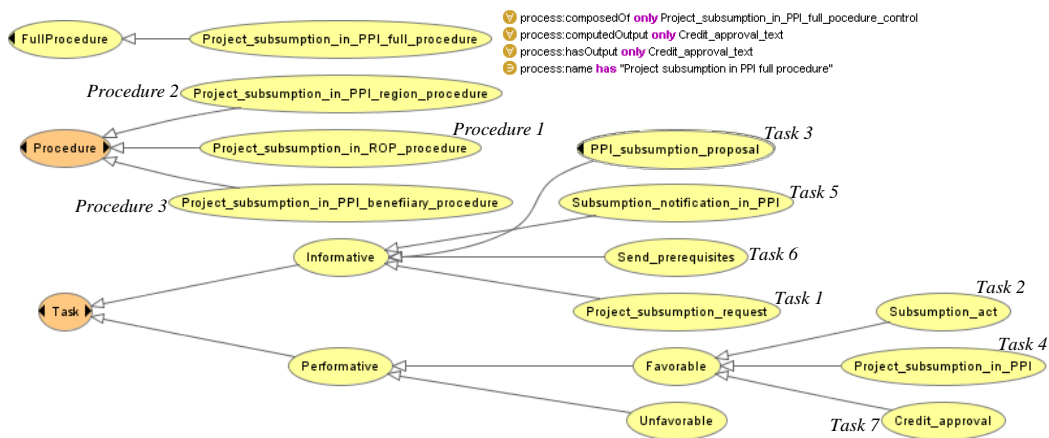 FullProcedure
Project_subsumption_in_PPI_full_procedure
process:composedOf only Project_subsumption_in_PPI_full_pocedure_control
process:computedOutput only Credit_approval_text
process:hasOutput only Credit_approval_text
process:name has "Project subsumption in PPI full procedure"
Procedure 2
Project_subsumption_in_PPI_region_procedure
Procedure 1
Procedure
Project_subsumption_in_ROP_procedure
Procedure 3
Project_subsumption_in_PPI_benefiiary_procedure
Task 3
PPI_subsumption_proposal
Task 5
Subsumption_notification_in_PPI
Informative
Send_prerequisites
Task 6
Task 1
Project_subsumption_request
Task
Task 2
Subsumption_act
Task 4
Performative
Favorable
Project_subsumption_in_PPI
Unfavorable
Task 7
Credit_approval